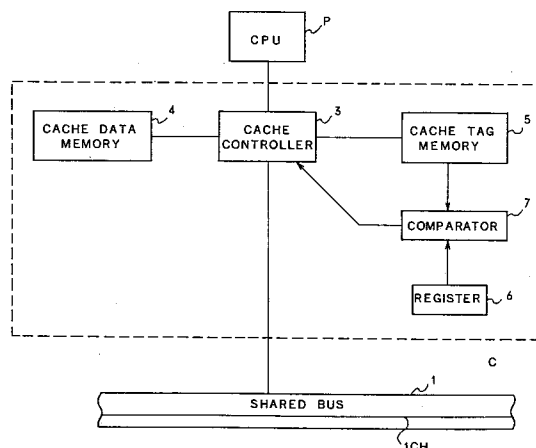 P
CPU
4
3
5
CACHE DATA
MEMORY
CACHE
CONTROLLER
CACHE TAG
MEMORY
7
COMPARATOR
REGISTER
6
C
1
SHARED BUS
1CH